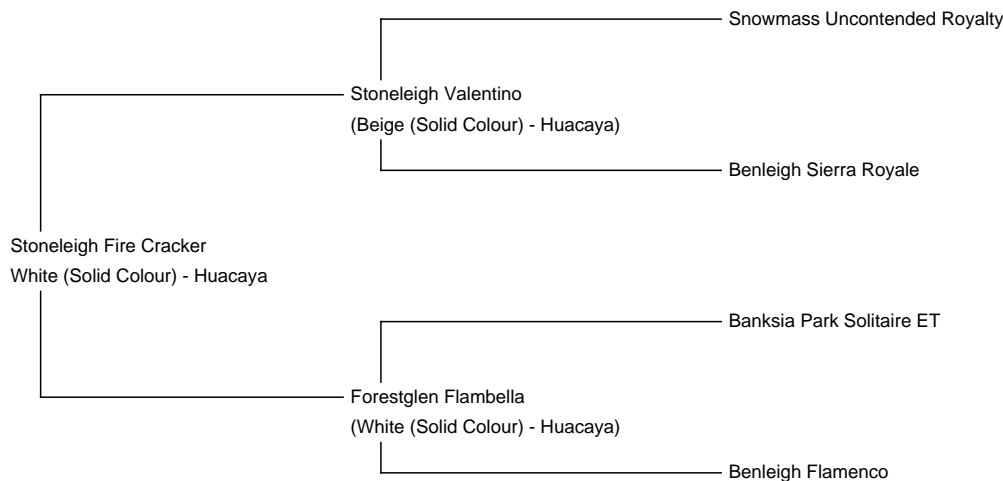 Snowmass Uncontended Royalty
Stoneleigh Valentino
(Beige (Solid Colour) - Huacaya)
Benleigh Sierra Royale
Stoneleigh Fire Cracker
White (Solid Colour) - Huacaya
Banksia Park Solitaire ET
Forestglen Flambella
(White (Solid Colour) - Huacaya)
Benleigh Flamenco